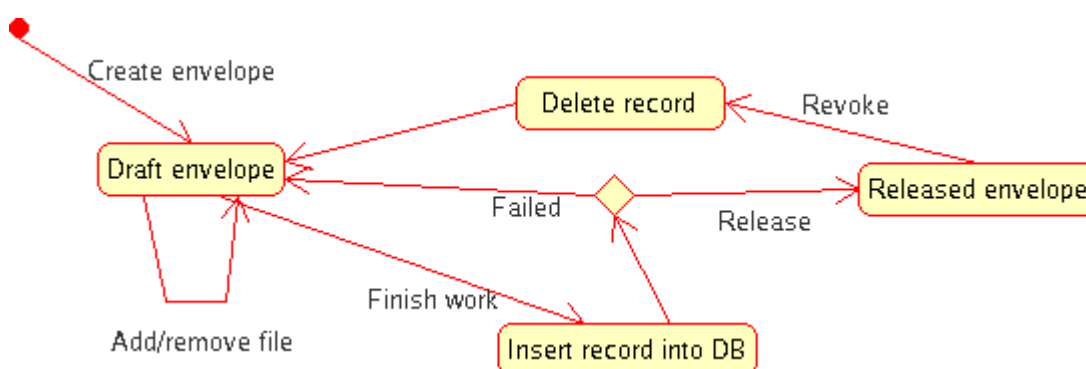 Create envelope
Delete record
Revoke
Draft envelope
Released envelope
Failed
Release
Finish work
Add/remove file
Insert record into DB